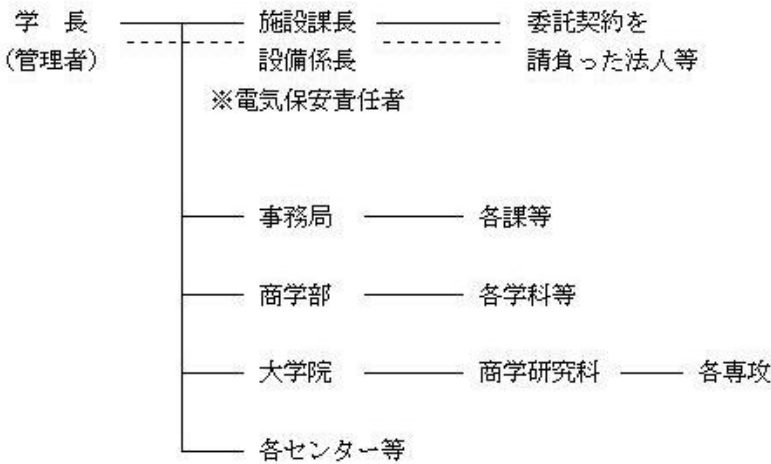 学 長 施設課長 委託契約を
(管理者) 設備係長 請負った法人等
※電気保安責任者
事務局 各課等
商学部 各学科等
大学院 商学研究科 各専攻
各センター等